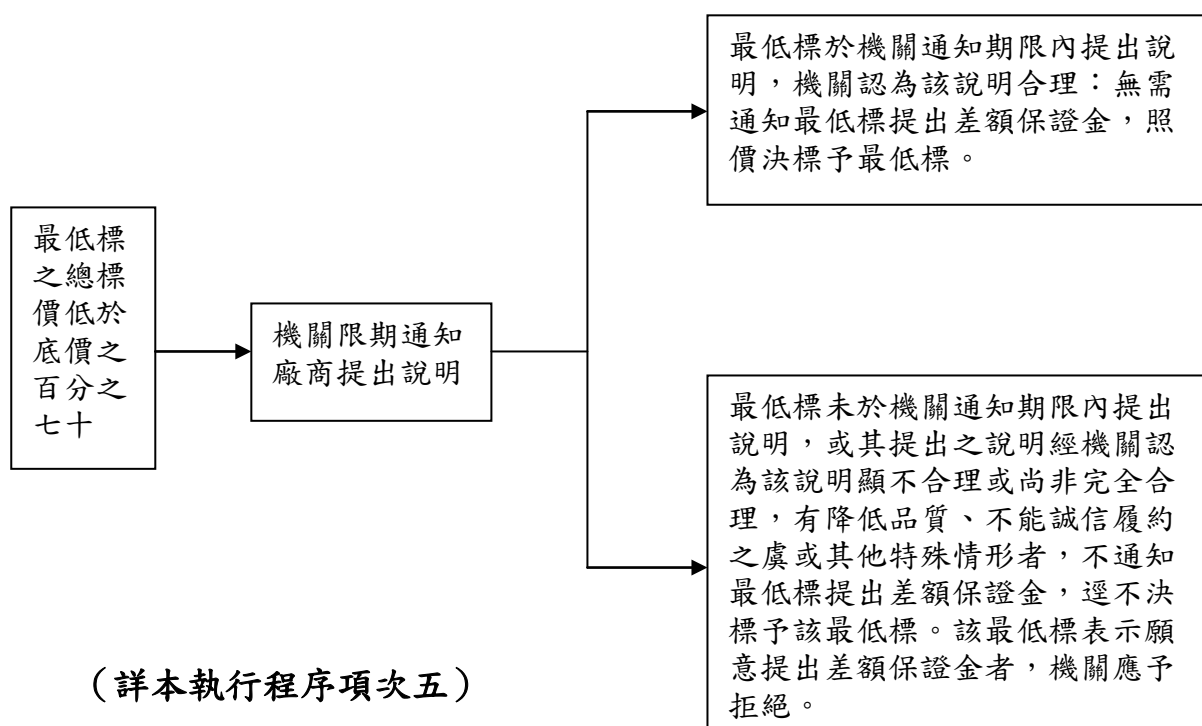 最低標
之總標
價低於
底價之
百分之
七十
機關限期通知
廠商提出說明
最低標於機關通知期限內提出說
明，機關認為該說明合理：無需
通知最低標提出差額保證金，照
價決標予最低標。
最低標未於機關通知期限內提出
說明，或其提出之說明經機關認
為該說明顯不合理或尚非完全合
理，有降低品質、不能誠信履約
之虞或其他特殊情形者，不通知
最低標提出差額保證金，逕不決
標予該最低標。該最低標表示願
意提出差額保證金者，機關應予
拒絕。
（詳本執行程序項次五）